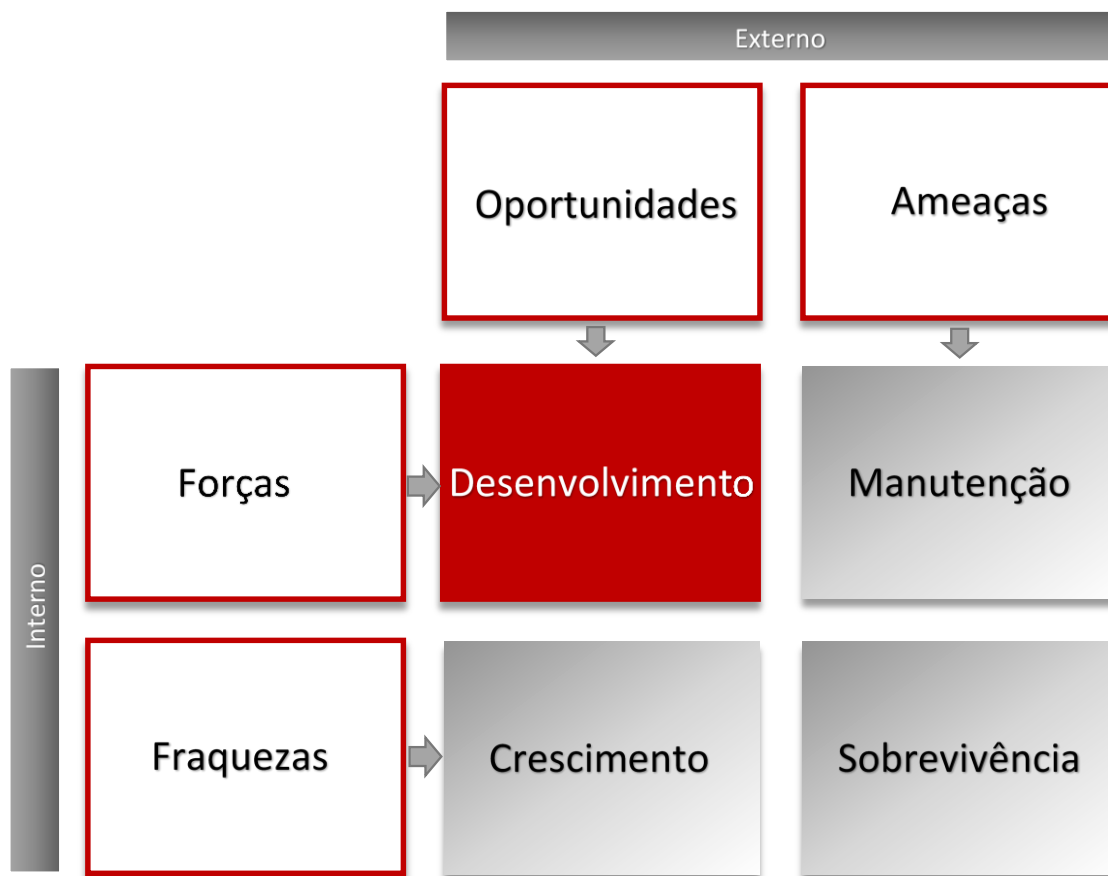 Externo
Oportunidades
Ameaças
Interno
Forças
Desenvolvimento
Manutenção
Fraquezas
Crescimento
Sobrevivência